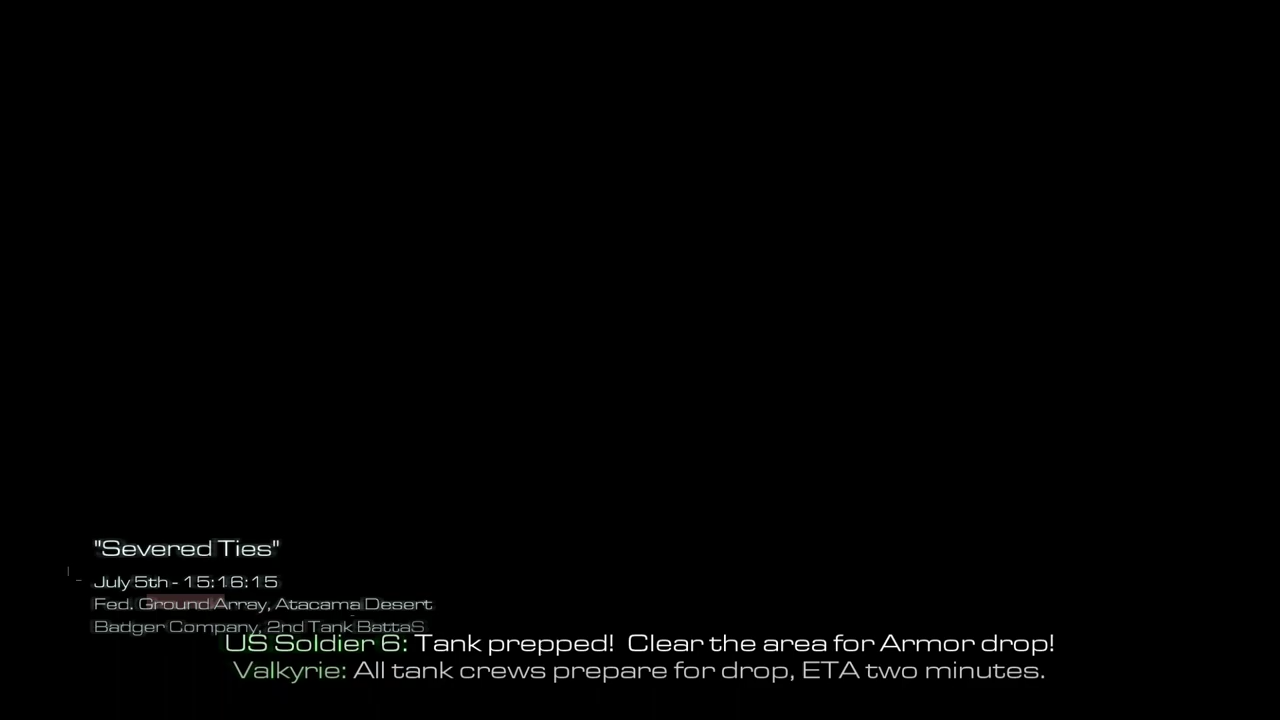 "Severed Ties"
July 5th - 15:16:15
Fed. Ground Array, Atacama Desert
Badger Company, 2nd Tank BattaS
US Soldier 6: Tank prepped!  Clear the area for Armor drop!
Valkyrie: All tank crews prepare for drop, ETA two minutes.